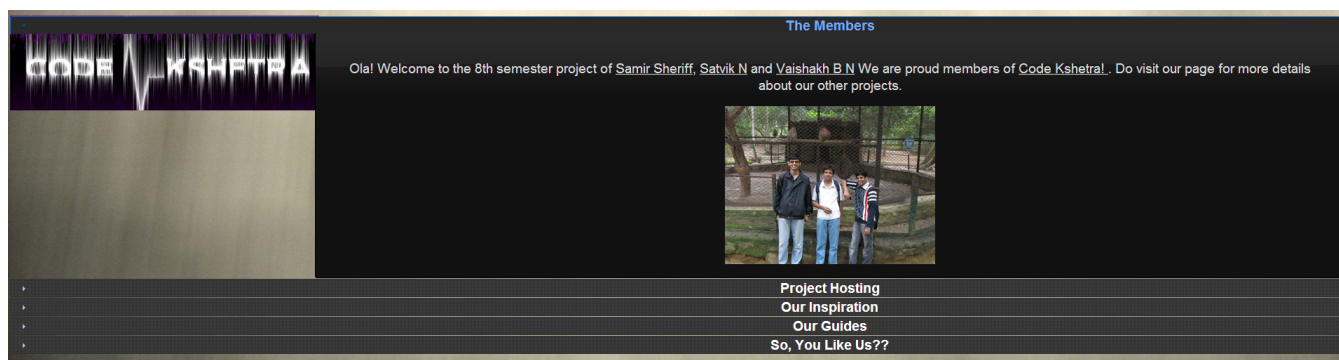 The Members
CODE KSHETRA
Ola! Welcome to the 8th semester project of Samir Sheriff, Satvik N and Vaishakh B N We are proud members of Code Kshetra! . Do visit our page for more details
about our other projects.
Project Hosting
Our Inspiration
Our Guides
So, You Like Us??